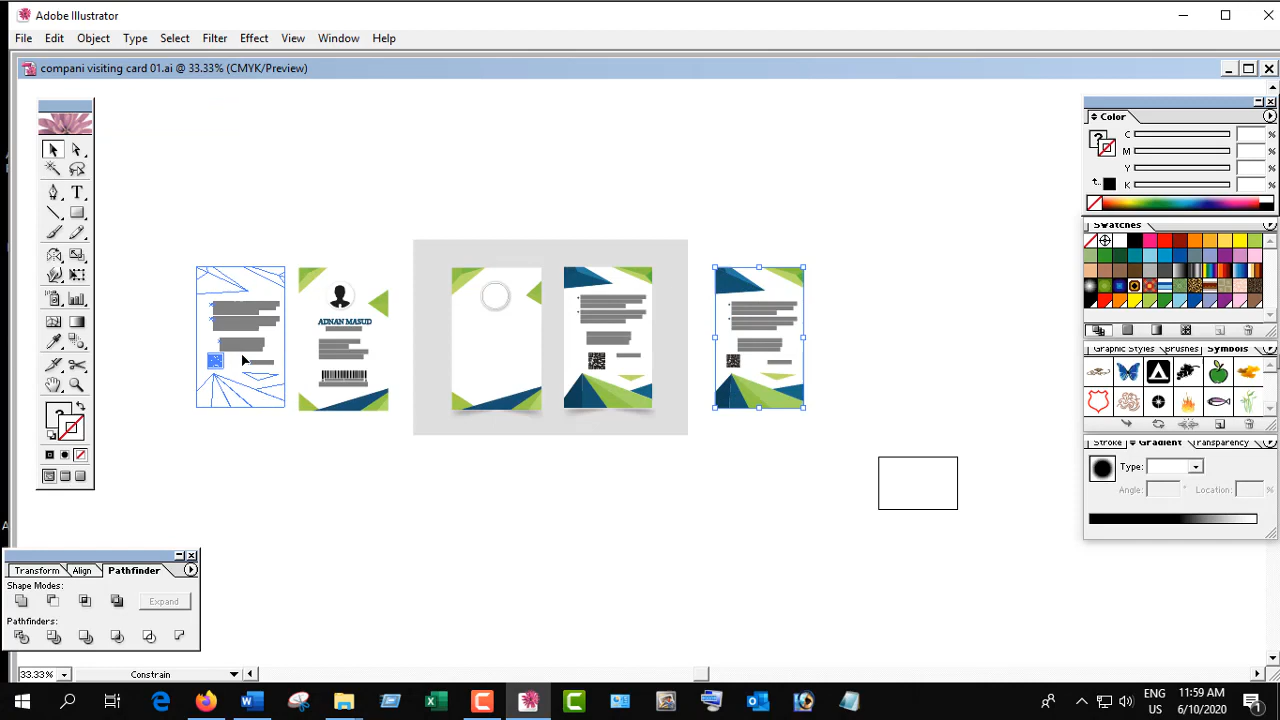 Adobe Illustrator
File Edit Object Type Select Filter Effect View Window Help
compani visiting card 01.ai @ 33.33% (CMYK/Preview)
Color
C %
M %
Y %
K %
Swatches
ADNAN MASUD
Graphic Styles Brushes Symbols
Stroke Gradient Transparency
Type:
Angle: ° Location: %
Transform Align Pathfinder
Shape Modes:
Expand
Pathfinders:
33.33% Constrain
ENG 11:59 AM
US 6/10/2020